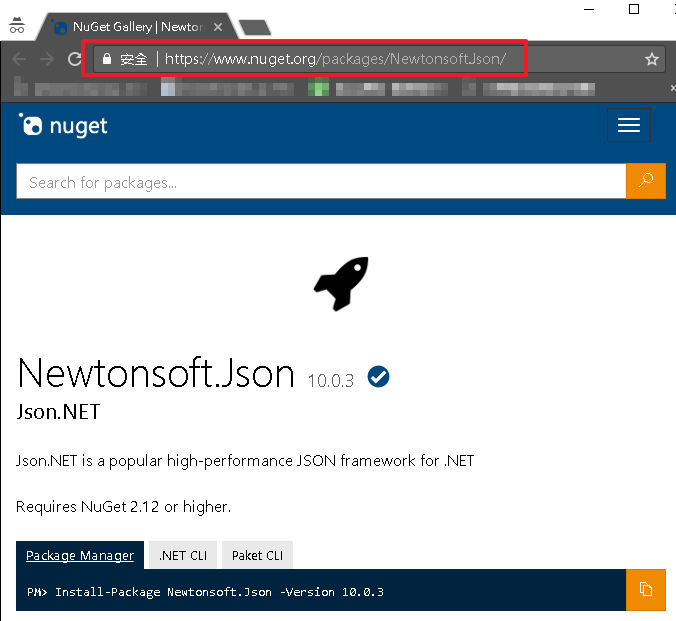 NuGet Gallery | Newton
安全 | https://www.nuget.org/packages/NewtonsoftJson/
nuget
Search for packages...
Newtonsoft.Json 10.0.3
Json.NET
Json.NET is a popular high-performance JSON framework for .NET
Requires NuGet 2.12 or higher.
Package Manager .NET CLI Paket CLI
PM> Install-Package Newtonsoft.Json -Version 10.0.3